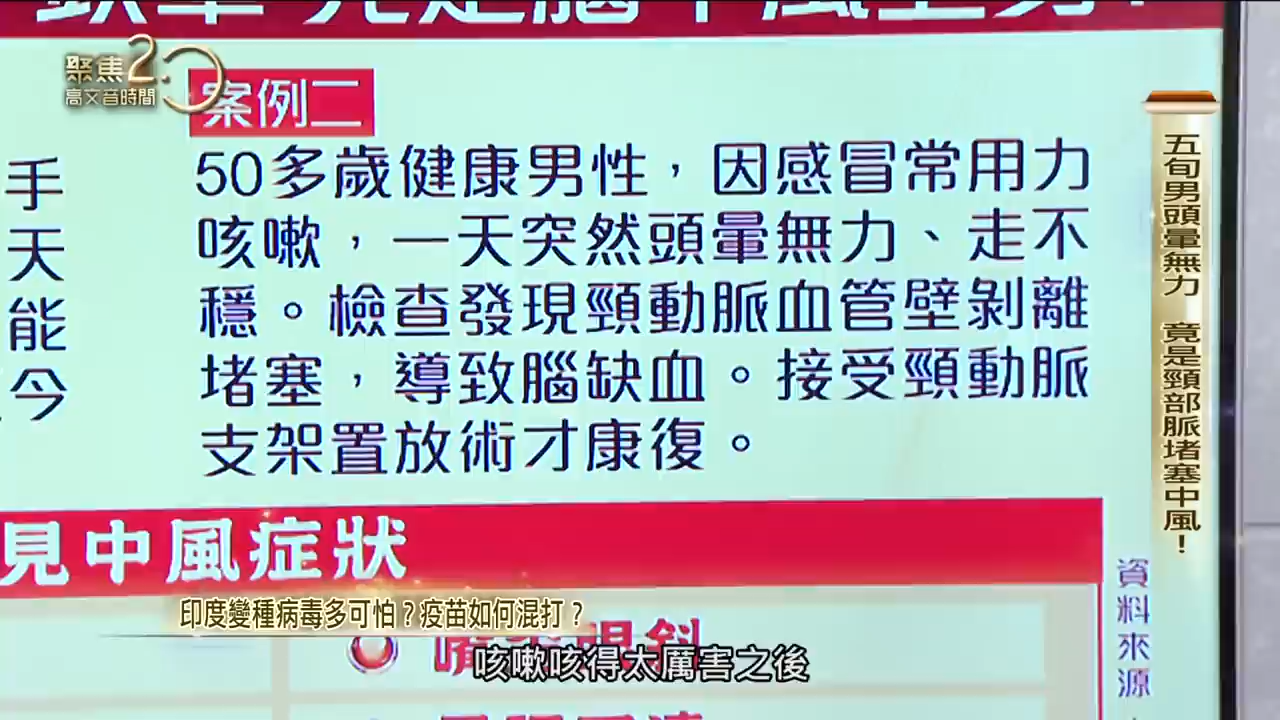 聚焦2.0
高文音時間
案例二
50多歲健康男性，因感冒常用力
咳嗽，一天突然頭暈無力、走不
穩。檢查發現頸動脈血管壁剝離
堵塞，導致腦缺血。接受頸動脈
支架置放術才康復。
手
天
能
今
見中風症狀
印度變種病毒多可怕？疫苗如何混打？
咳嗽咳得太厲害之後
五旬男頭暈無力 竟是頸部脈堵塞中風！
資料來源